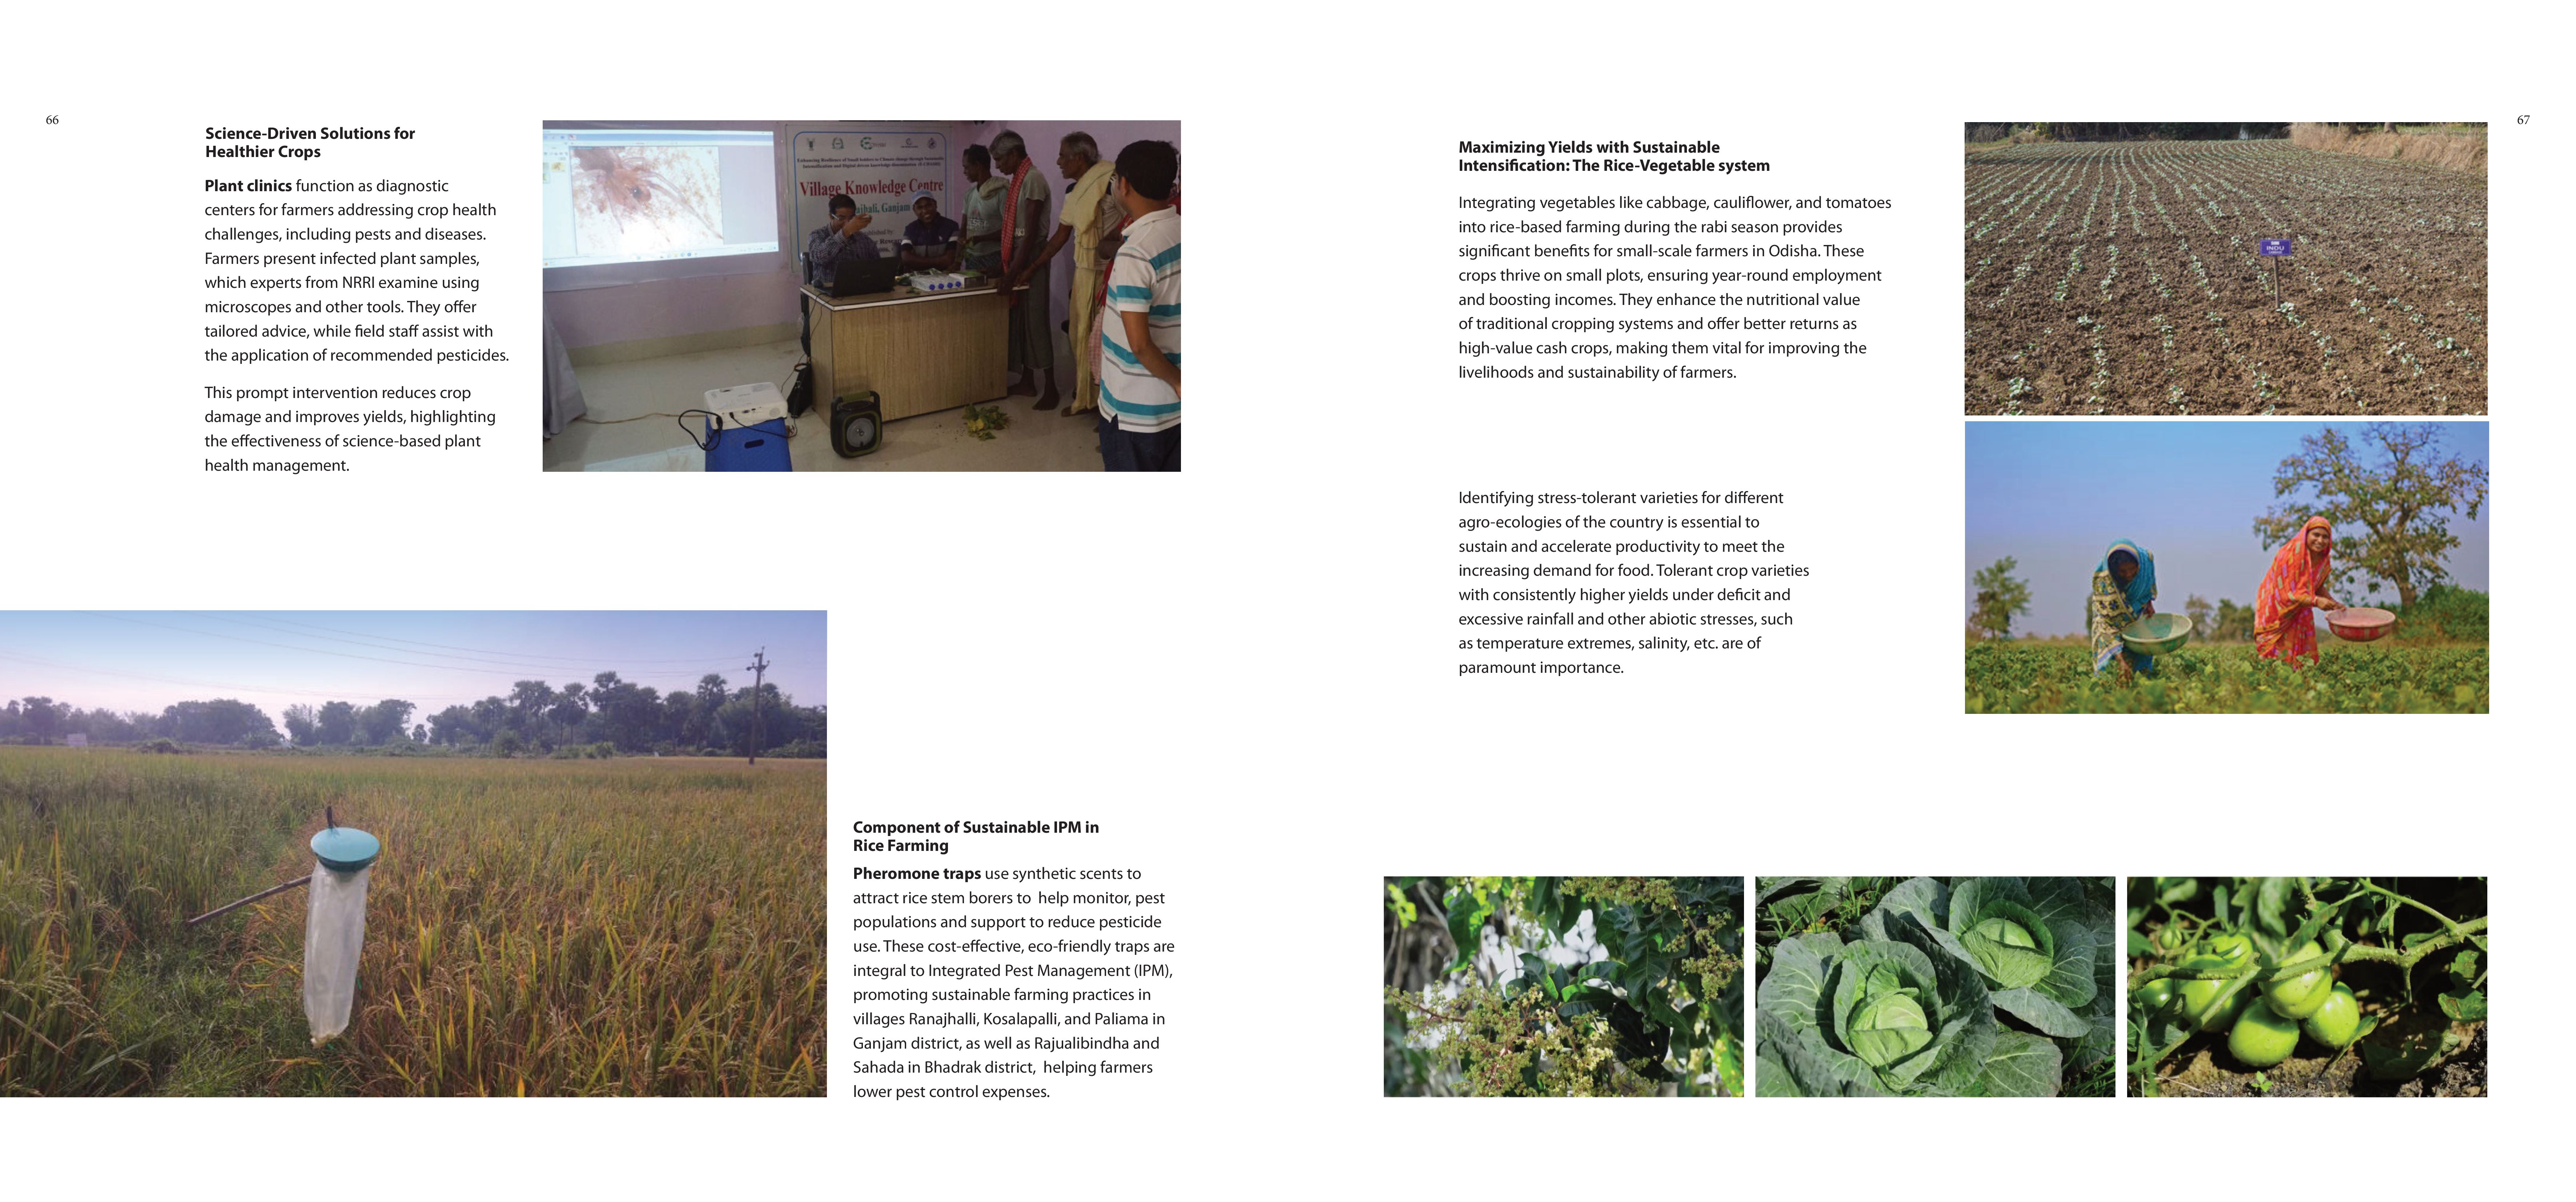 66
Science-Driven Solutions for
Healthier Crops
Plant clinics function as diagnostic
centers for farmers addressing crop health
challenges, including pests and diseases.
Farmers present infected plant samples,
which experts from NRRI examine using
microscopes and other tools. They offer
tailored advice, while field staff assist with
the application of recommended pesticides.
This prompt intervention reduces crop
damage and improves yields, highlighting
the effectiveness of science-based plant
health management.
Village Knowledge Centre
Ganjam
Component of Sustainable IPM in
Rice Farming
Pheromone traps use synthetic scents to
attract rice stem borers to  help monitor, pest
populations and support to reduce pesticide
use. These cost-effective, eco-friendly traps are
integral to Integrated Pest Management (IPM),
promoting sustainable farming practices in
villages Ranajhalli, Kosalapalli, and Paliama in
Ganjam district, as well as Rajualibindha and
Sahada in Bhadrak district,  helping farmers
lower pest control expenses.
67
Maximizing Yields with Sustainable
Intensification: The Rice-Vegetable system
Integrating vegetables like cabbage, cauliflower, and tomatoes
into rice-based farming during the rabi season provides
significant benefits for small-scale farmers in Odisha. These
crops thrive on small plots, ensuring year-round employment
and boosting incomes. They enhance the nutritional value
of traditional cropping systems and offer better returns as
high-value cash crops, making them vital for improving the
livelihoods and sustainability of farmers.
INDU
Identifying stress-tolerant varieties for different
agro-ecologies of the country is essential to
sustain and accelerate productivity to meet the
increasing demand for food. Tolerant crop varieties
with consistently higher yields under deficit and
excessive rainfall and other abiotic stresses, such
as temperature extremes, salinity, etc. are of
paramount importance.